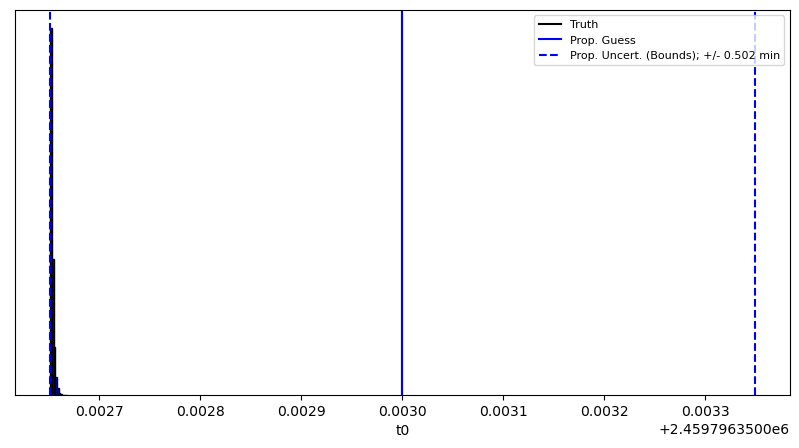 Truth
Prop. Guess
Prop. Uncert. (Bounds); +/- 0.502 min
0.0027 0.0028 0.0029 0.0030 0.0031 0.0032 0.0033
+2.4597963500e6
t0